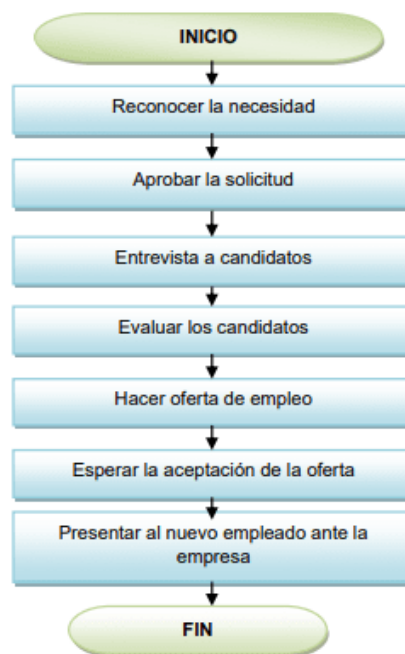 INICIO
Reconocer la necesidad
Aprobar la solicitud
Entrevista a candidatos
Evaluar los candidatos
Hacer oferta de empleo
Esperar la aceptación de la oferta
Presentar al nuevo empleado ante la
empresa
FIN